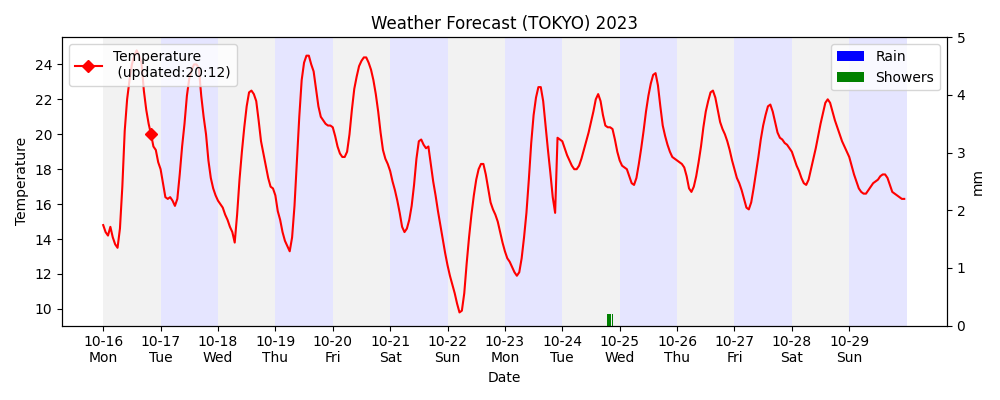 Weather Forecast (TOKYO) 2023
Temperature
(updated:20:12)
Rain
Showers
Temperature
24
22
20
18
16
14
12
10
5
4
3
2
1
0
mm
10-16 10-17 10-18 10-19 10-20 10-21 10-22 10-23 10-24 10-25 10-26 10-27 10-28 10-29
Mon Tue Wed Thu Fri Sat Sun Mon Tue Wed Thu Fri Sat Sun
Date